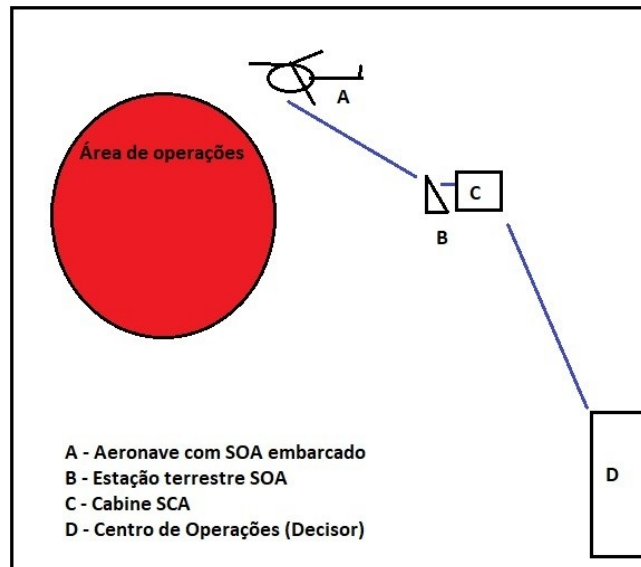 A
Área de operações
C
B
D
A - Aeronave com SOA embarcado
B - Estação terrestre SOA
C - Cabine SCA
D - Centro de Operações (Decisor)